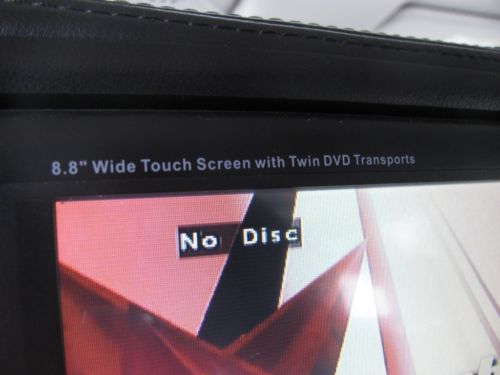 8.8" Wide Touch Screen with Twin DVD Transports
No Disc